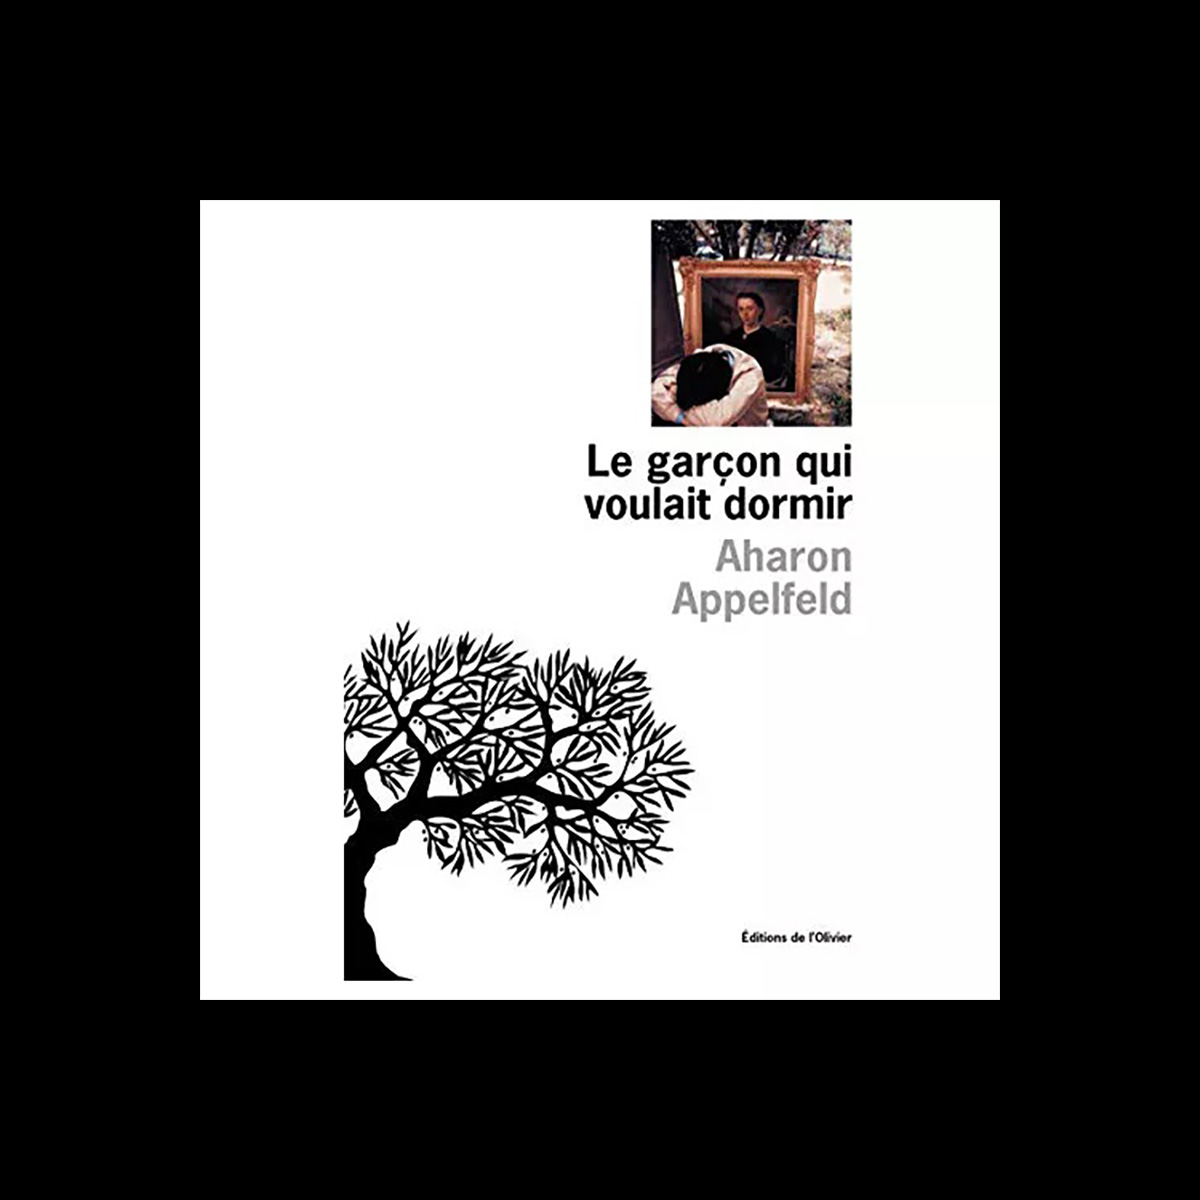 Le garçon qui
voulait dormir
Aharon
Appelfeld
Éditions de l'Olivier